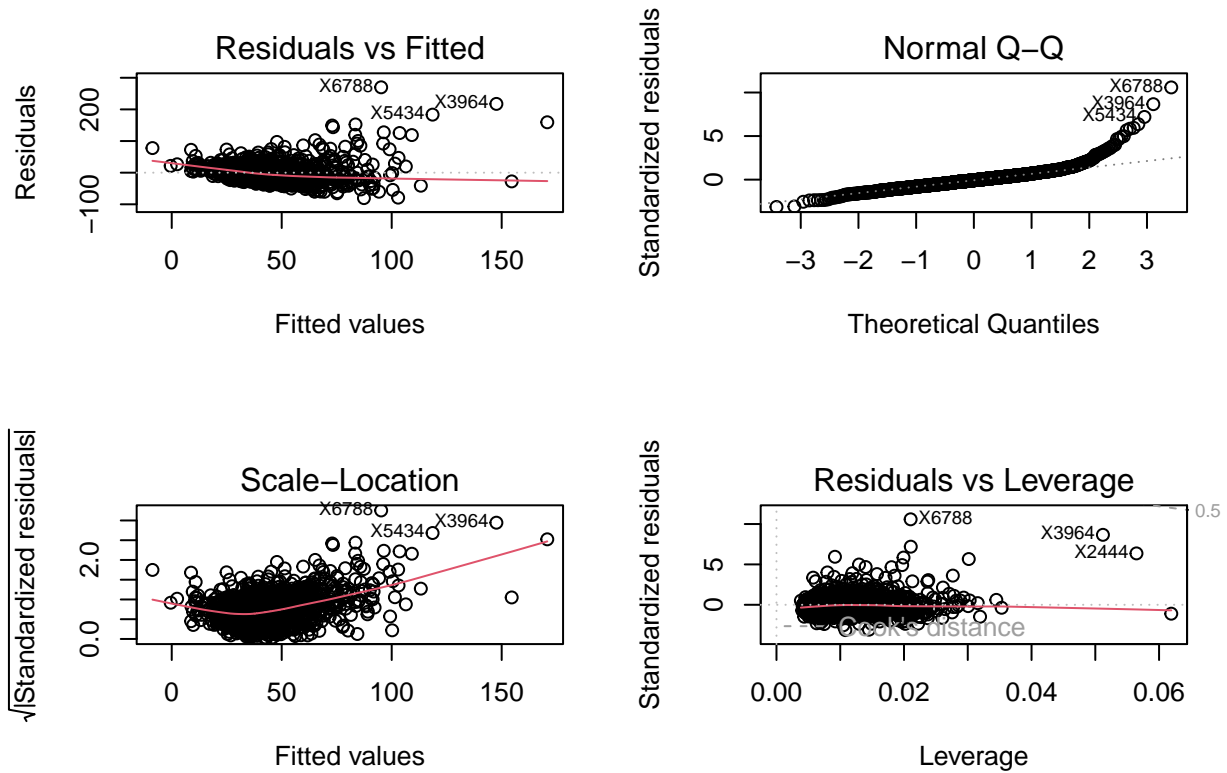 Residuals vs Fitted
Residuals
−100
200
X6788
X3964
X5434
0
50
100
150
Fitted values
Normal Q−Q
Standardized residuals
0
5
X6788
X3964
X5434
−3
−2
−1
0
1
2
3
Theoretical Quantiles
Scale−Location
√|Standardized residuals|
0.0
2.0
X6788
X3964
X5434
0
50
100
150
Fitted values
Residuals vs Leverage
Standardized residuals
0
5
X6788
X3964
X2444
0.5
Cook's distance
0.00
0.02
0.04
0.06
Leverage